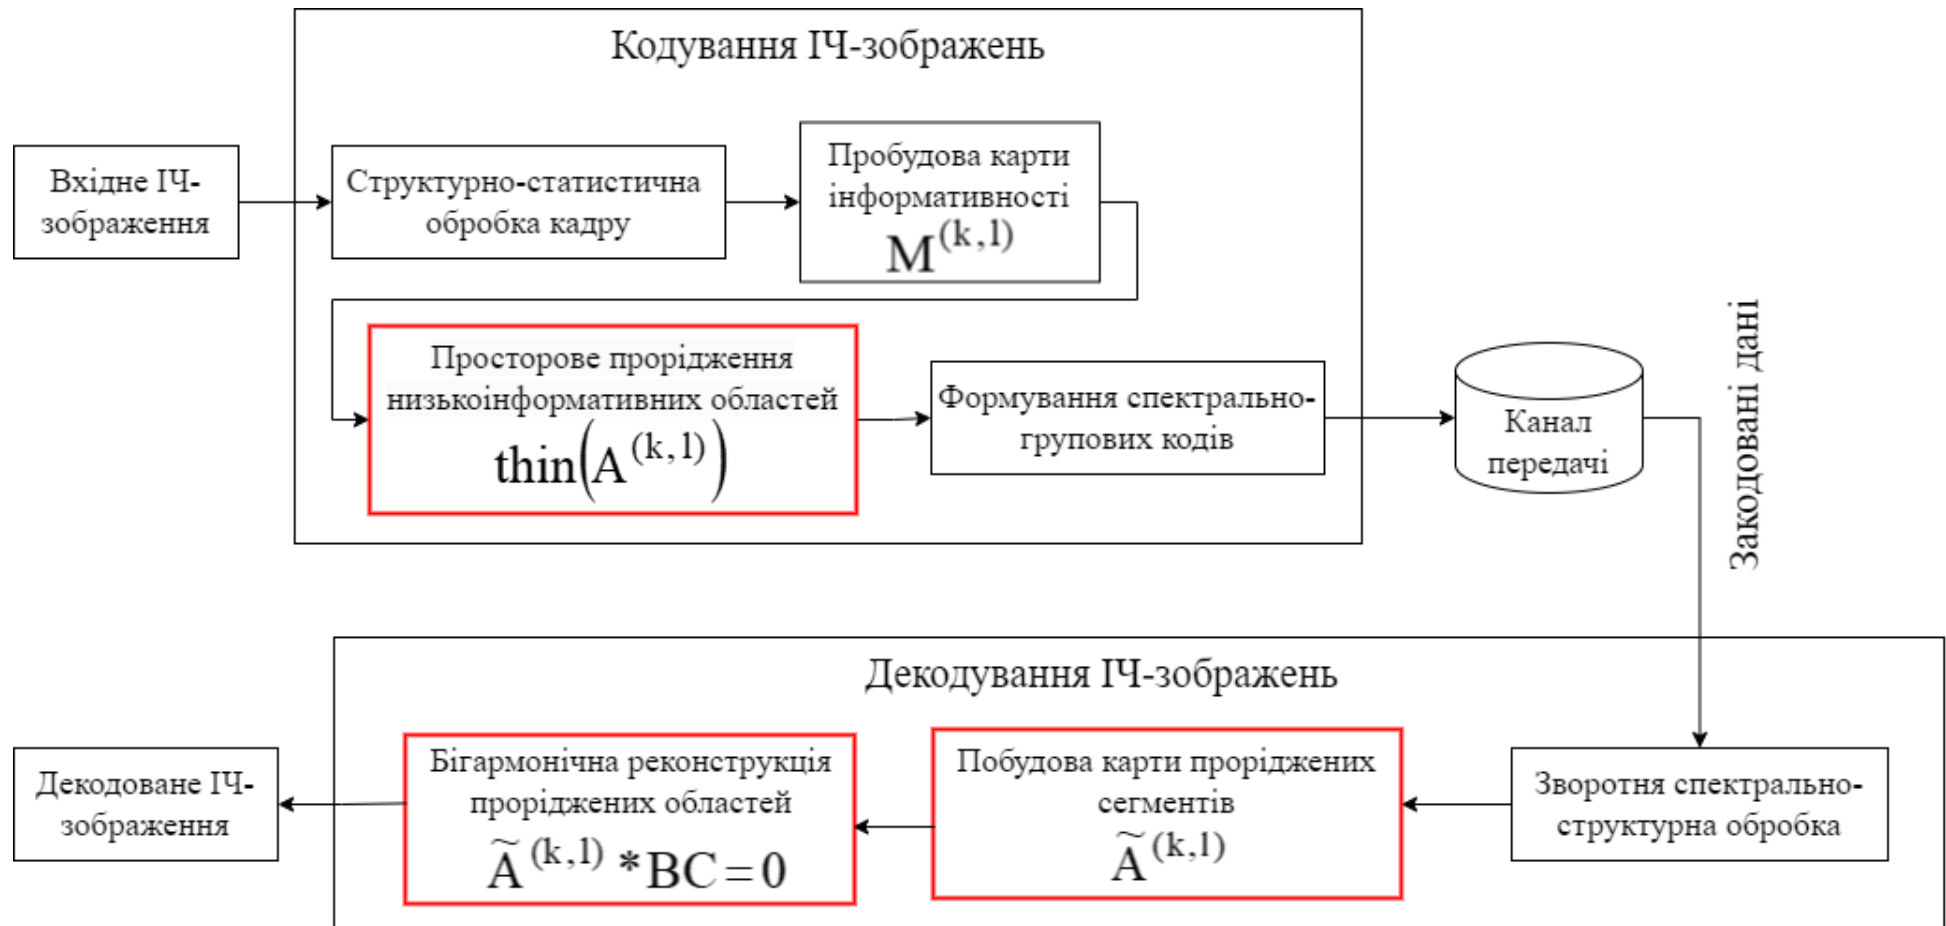 Кодування ІЧ-зображень
Вхідне ІЧ-
зображення
Структурно-статистична
обробка кадру
Пробудова карти
інформативності
M^(k,l)
Просторове прорідження
низькоінформативних областей
thin(A^(k,l))
Формування спектрально-
групових кодів
Канал
передачі
Закодовані дані
Декодування ІЧ-зображень
Зворотня спектрально-
структурна обробка
Побудова карти проріджених
сегментів
Ã^(k,l)
Бігармонічна реконструкція
проріджених областей
Ã^(k,l) *BC=0
Декодоване ІЧ-
зображення